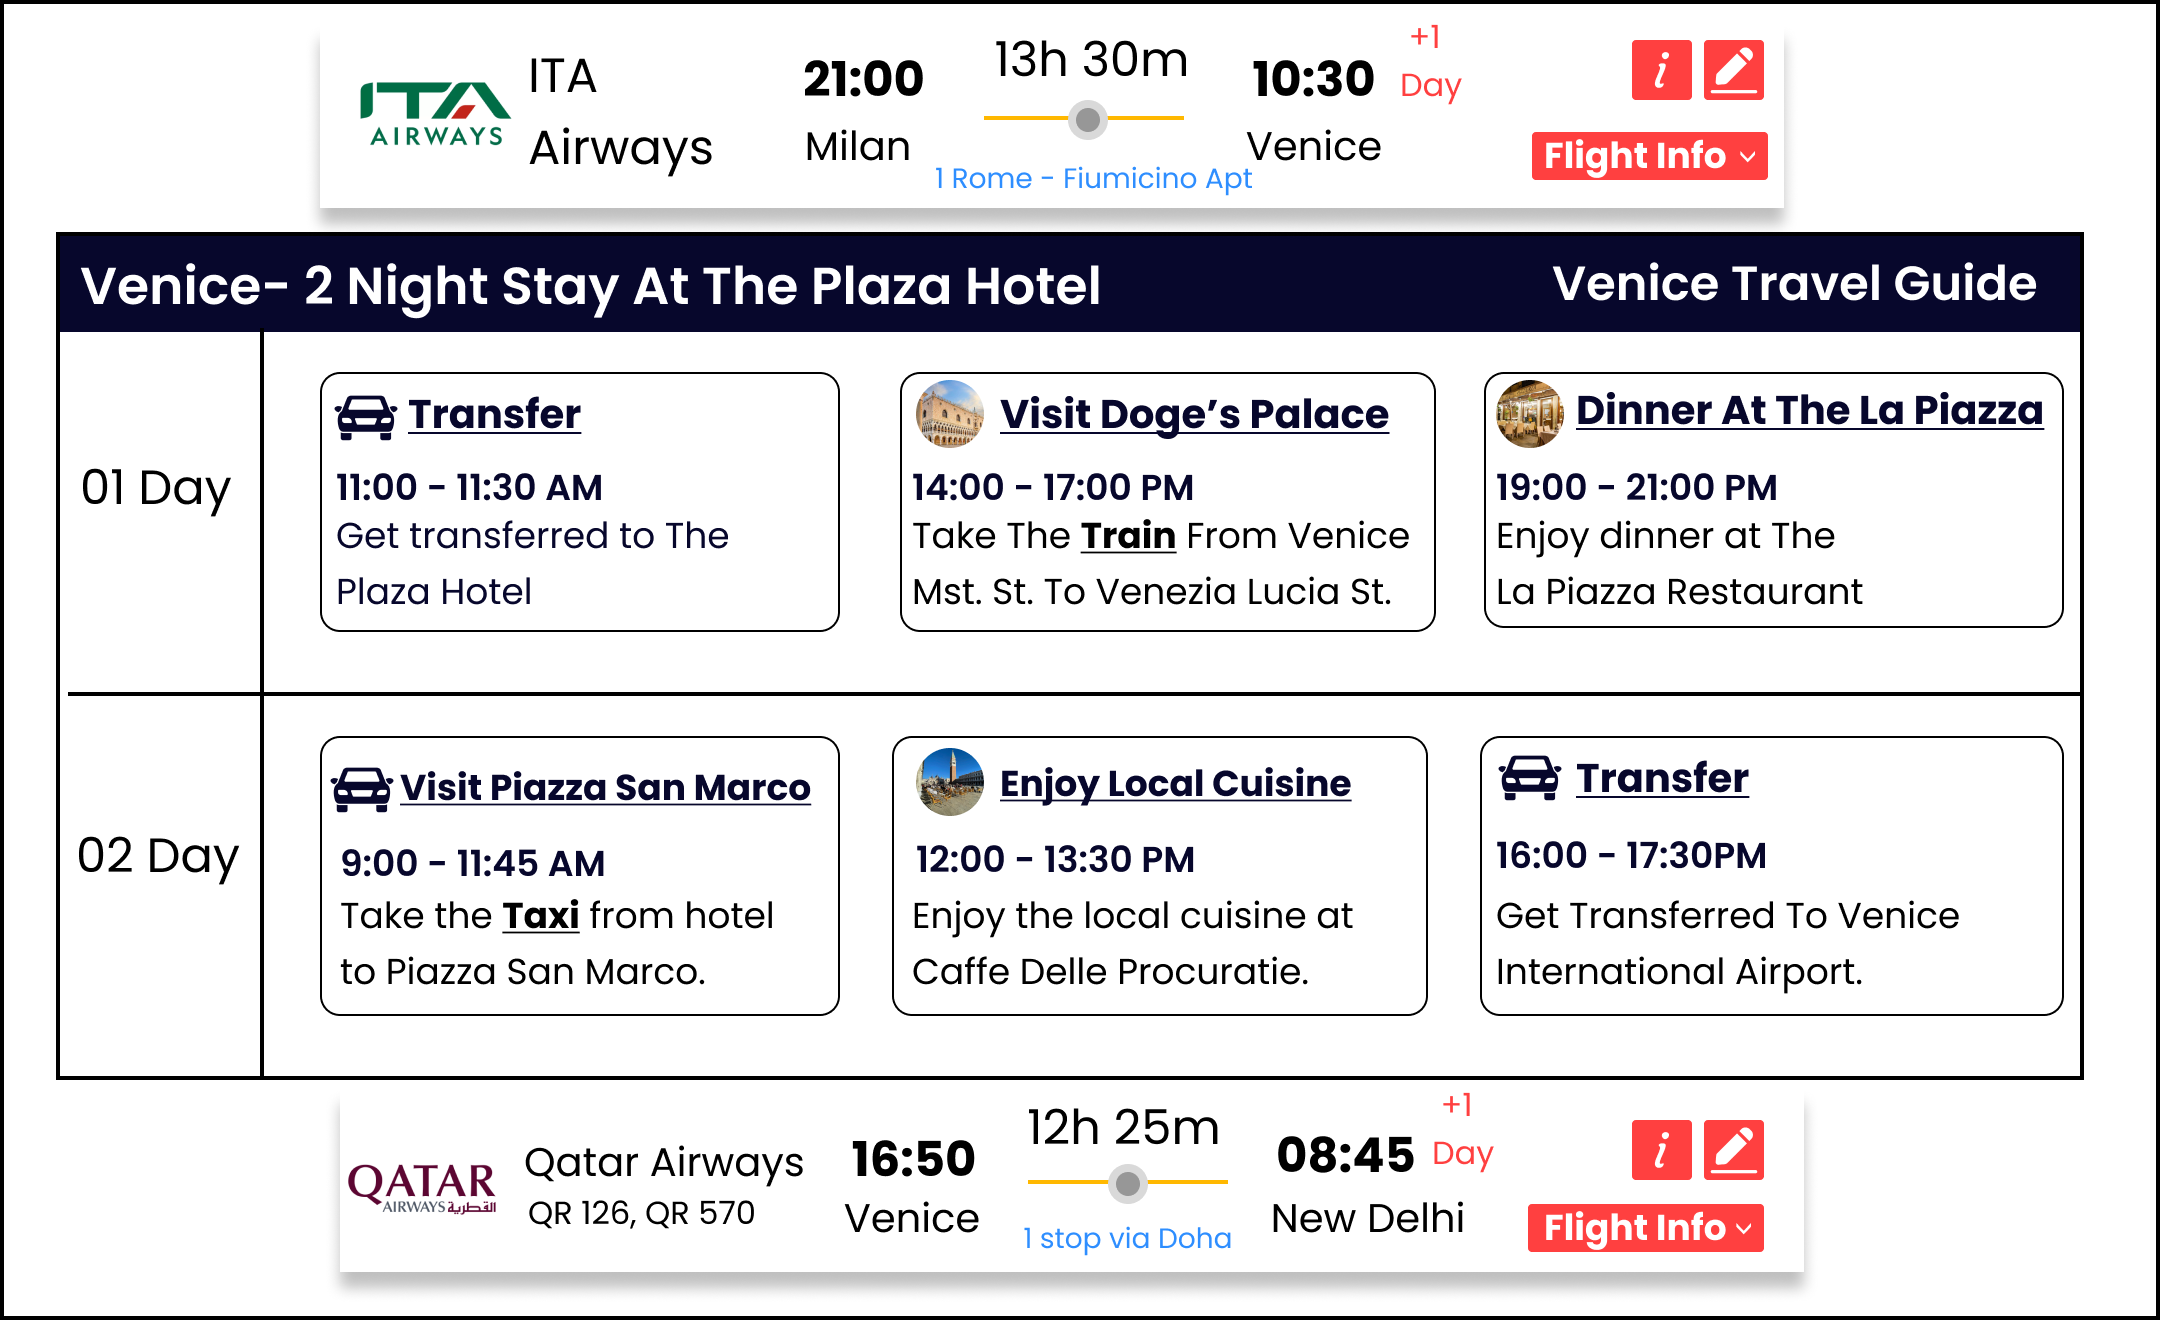 ITA AIRWAYS
ITA
Airways
21:00
Milan
13h 30m
1 Rome - Fiumicino Apt
10:30
Venice
+1
Day
i
Flight Info
Venice- 2 Night Stay At The Plaza Hotel
Venice Travel Guide
01 Day
Transfer
11:00 - 11:30 AM
Get transferred to The
Plaza Hotel
Visit Doge’s Palace
14:00 - 17:00 PM
Take The Train From Venice
Mst. St. To Venezia Lucia St.
Dinner At The La Piazza
19:00 - 21:00 PM
Enjoy dinner at The
La Piazza Restaurant
02 Day
Visit Piazza San Marco
9:00 - 11:45 AM
Take the Taxi from hotel
to Piazza San Marco.
Enjoy Local Cuisine
12:00 - 13:30 PM
Enjoy the local cuisine at
Caffe Delle Procuratie.
Transfer
16:00 - 17:30PM
Get Transferred To Venice
International Airport.
QATAR
AIRWAYS القطرية
Qatar Airways
QR 126, QR 570
16:50
Venice
12h 25m
1 stop via Doha
08:45
New Delhi
+1
Day
i
Flight Info